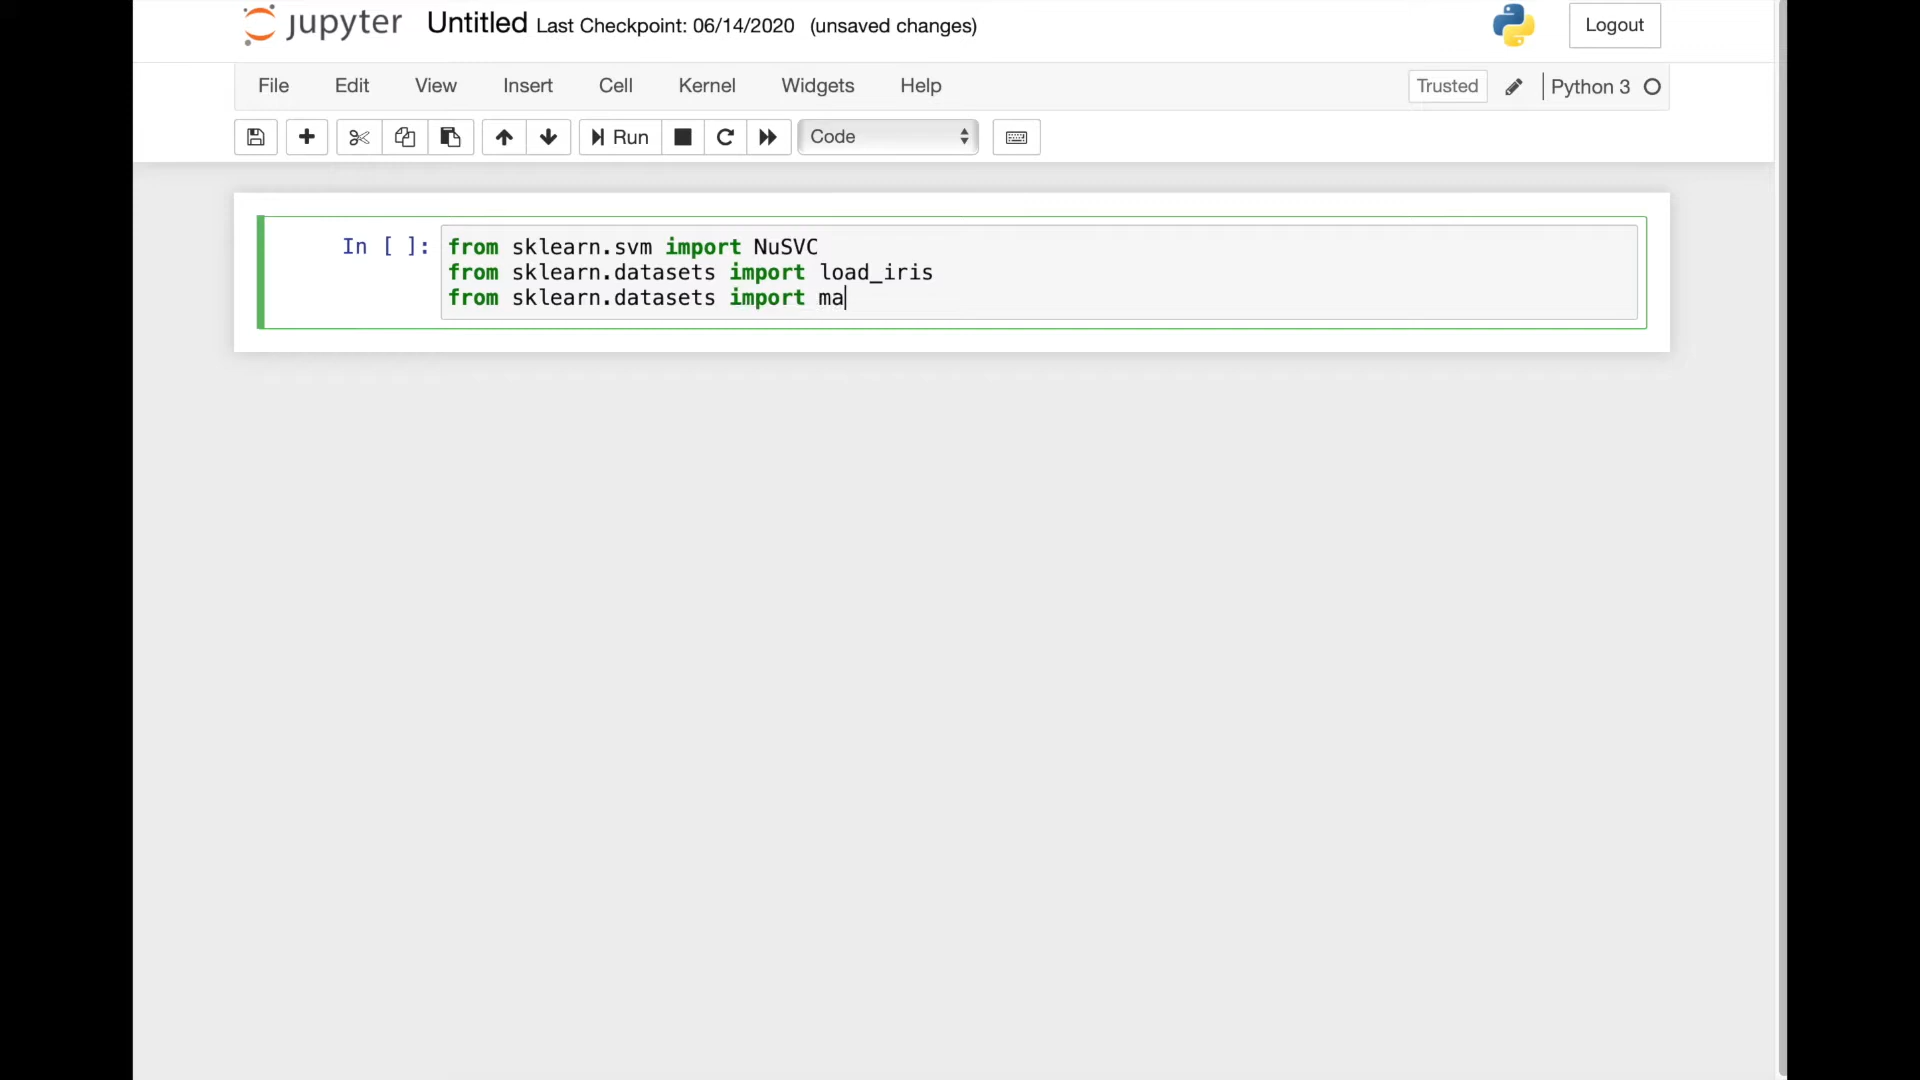 jupyter Untitled Last Checkpoint: 06/14/2020 (unsaved changes) Logout
File Edit View Insert Cell Kernel Widgets Help Trusted Python 3
Run Code
In [ ]: from sklearn.svm import NuSVC
from sklearn.datasets import load_iris
from sklearn.datasets import ma